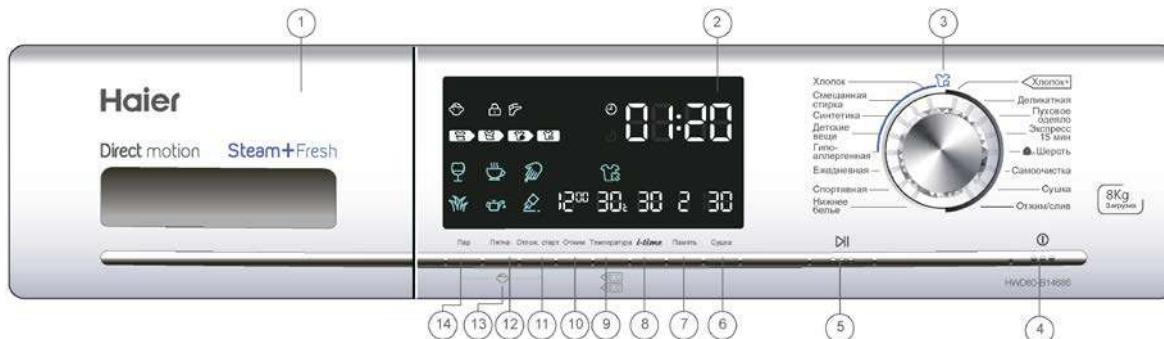 1
2
3
Haier
Direct motion
Steam+Fresh
01:20
12:00
30°c
30
2
30
Хлопок
Смешанная
стирка
Синтетика
Детские
вещи
Гипо-
аллергенная
Ежедневная
Спортивная
Нижнее
белье
Хлопок+
Деликатная
Пуховое
одеяло
Экспресс
15 мин
Шерсть
Самоочистка
Сушка
Отжим/слив
8Kg
Загрузка
Пар
Пятна
Отлож. старт
Отжим
Температура
i-time
Память
Сушка
HWD80-B14686
14
13
12
11
10
9
8
7
6
5
4